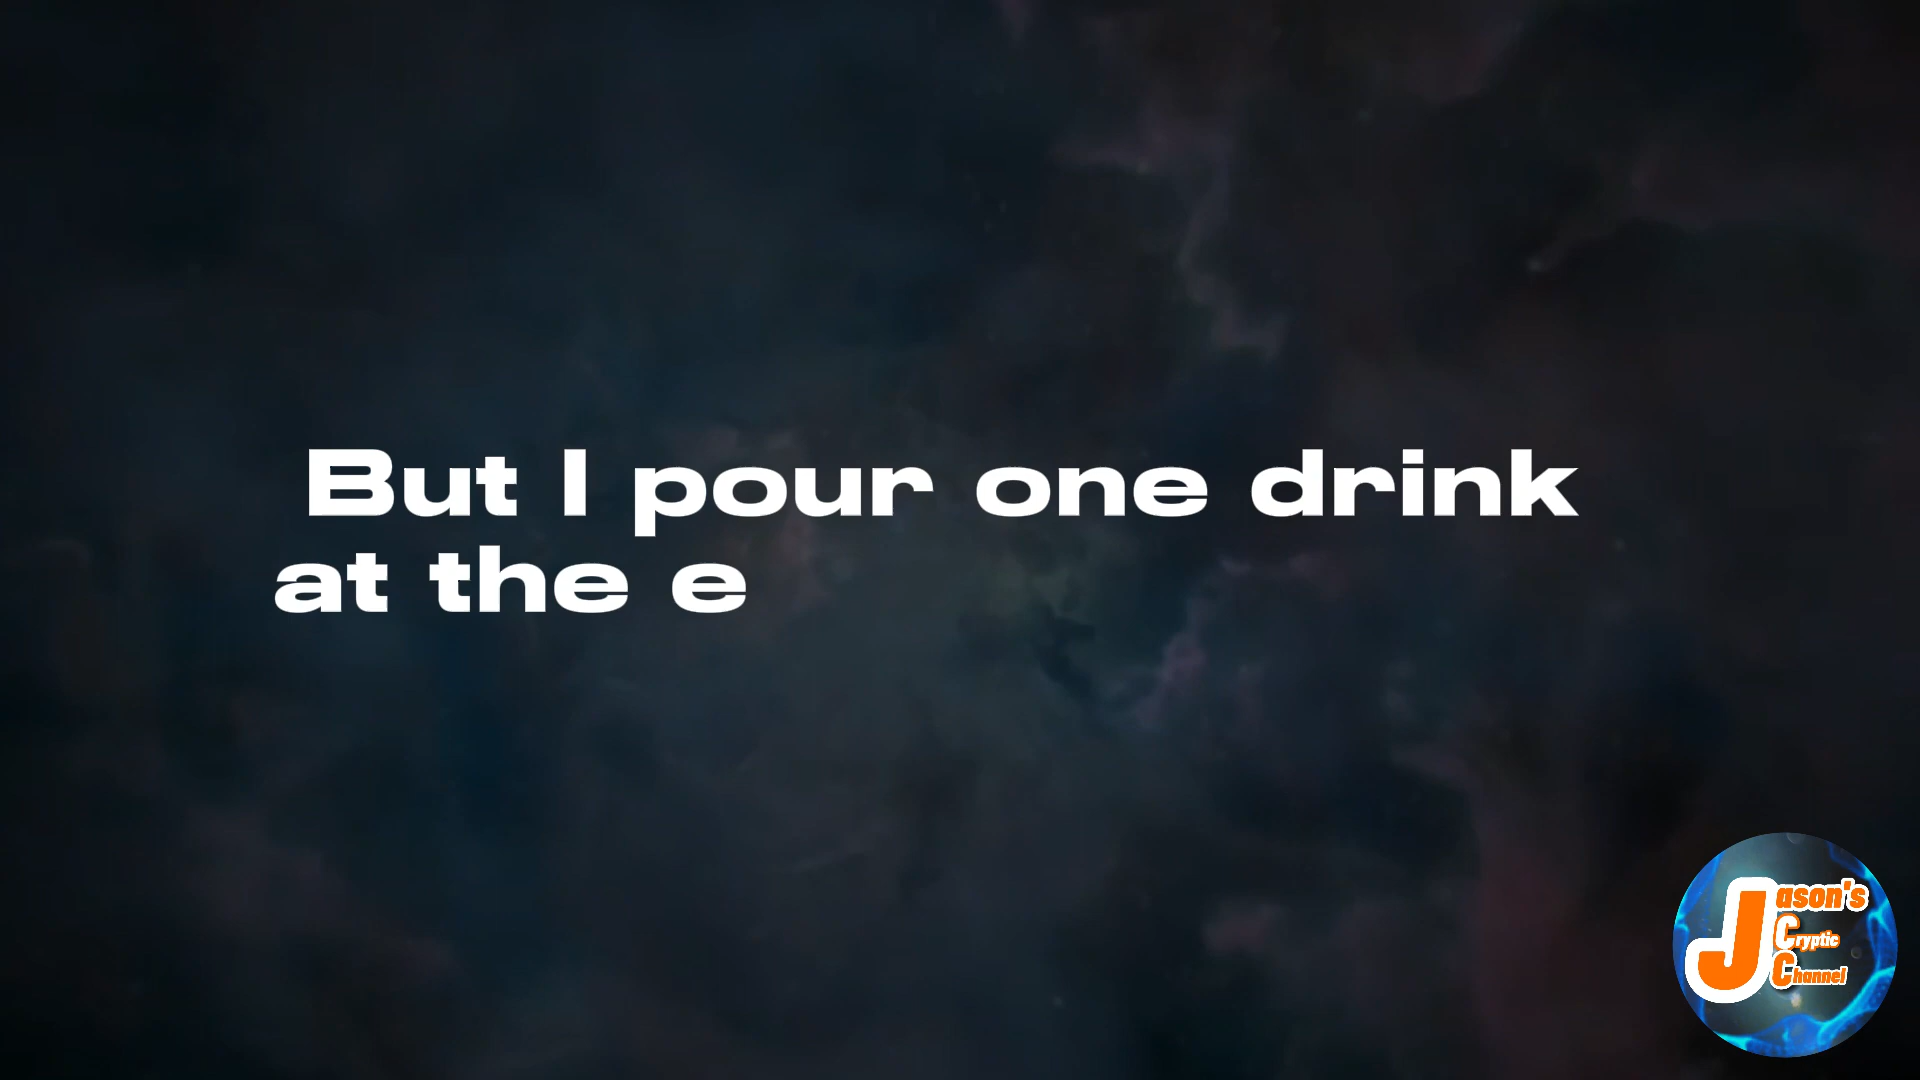 But I pour one drink
at the e
Jason's
Cryptic
Channel